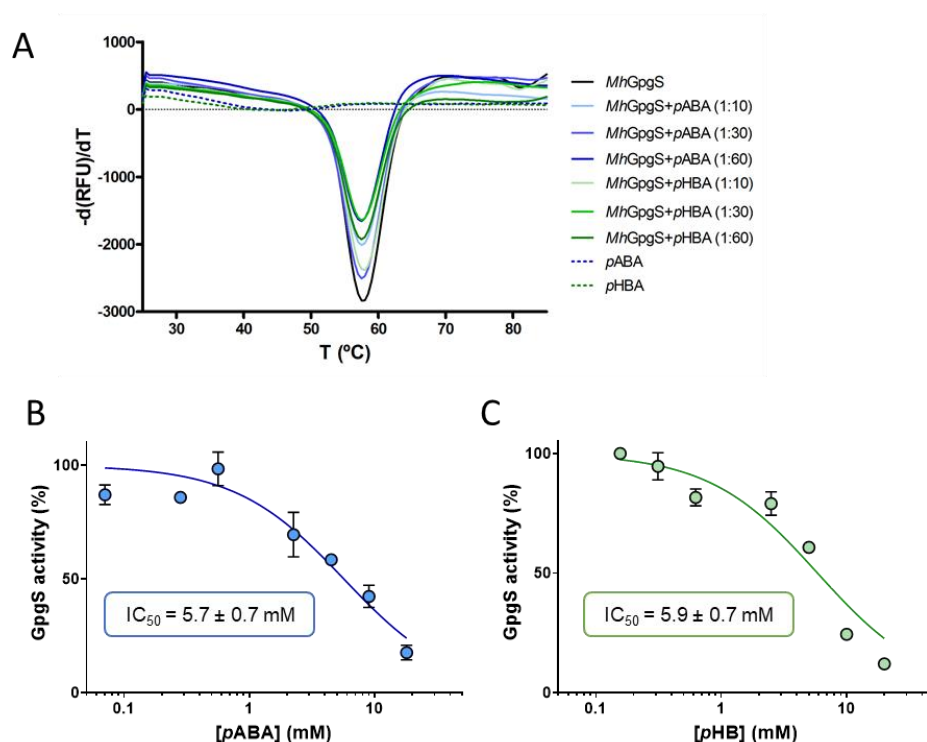 A
1000
0
-1000
-2000
-3000
-d(RFU)/dT
30
40
50
60
70
80
T (ºC)
MhGpgS
MhGpgS+pABA (1:10)
MhGpgS+pABA (1:30)
MhGpgS+pABA (1:60)
MhGpgS+pHBA (1:10)
MhGpgS+pHBA (1:30)
MhGpgS+pHBA (1:60)
pABA
pHBA
B
100
50
0
GpgS activity (%)
IC50 = 5.7 ± 0.7 mM
0.1
1
10
[pABA] (mM)
C
100
50
0
GpgS activity (%)
IC50 = 5.9 ± 0.7 mM
0.1
1
10
[pHB] (mM)